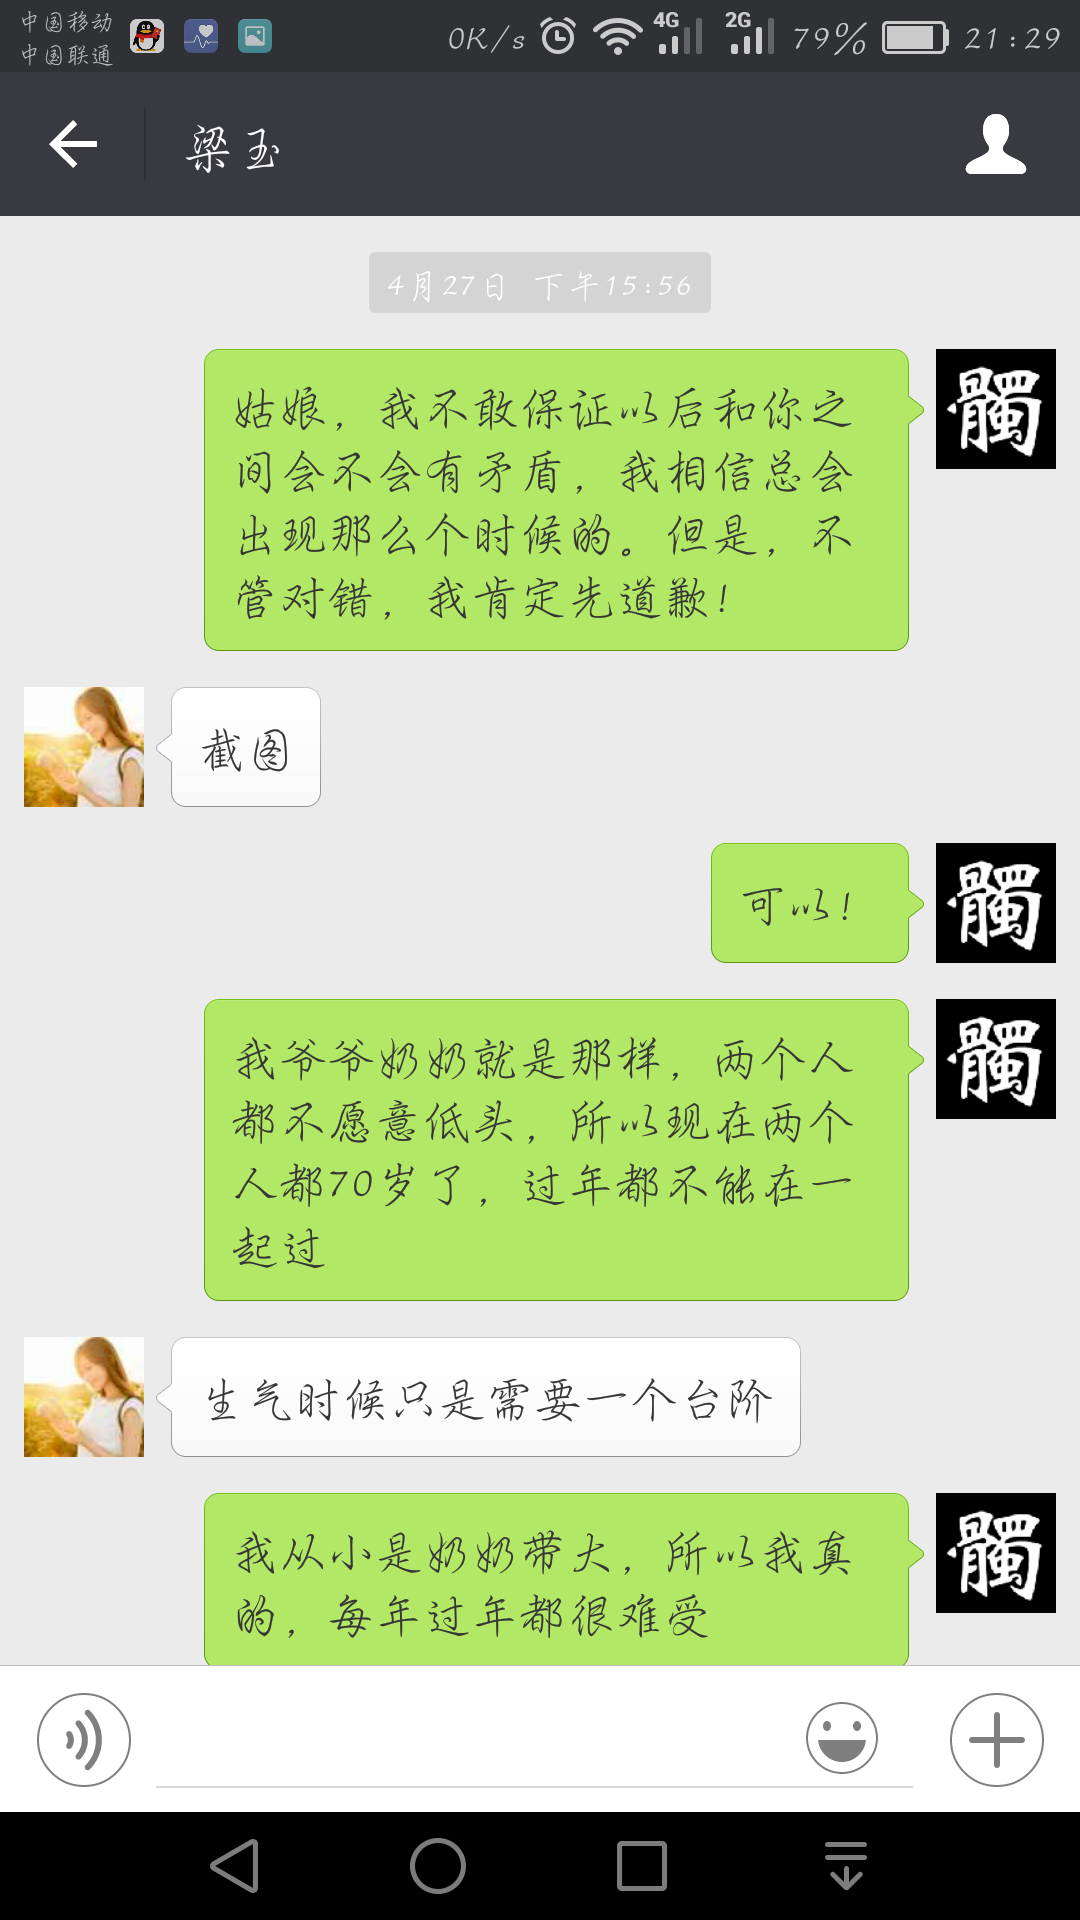 中国移动
中国联通
0K/s 4G 2G 79% 21:29
梁玉
4月27日 下午15:56
姑娘，我不敢保证以后和你之
间会不会有矛盾，我相信总会
出现那么个时候的。但是，不
管对错，我肯定先道歉！
髑
截图
可以！
髑
我爷爷奶奶就是那样，两个人
都不愿意低头，所以现在两个
人都70岁了，过年都不能在一
起过
髑
生气时候只是需要一个台阶
我从小是奶奶带大，所以我真
的，每年过年都很难受
髑